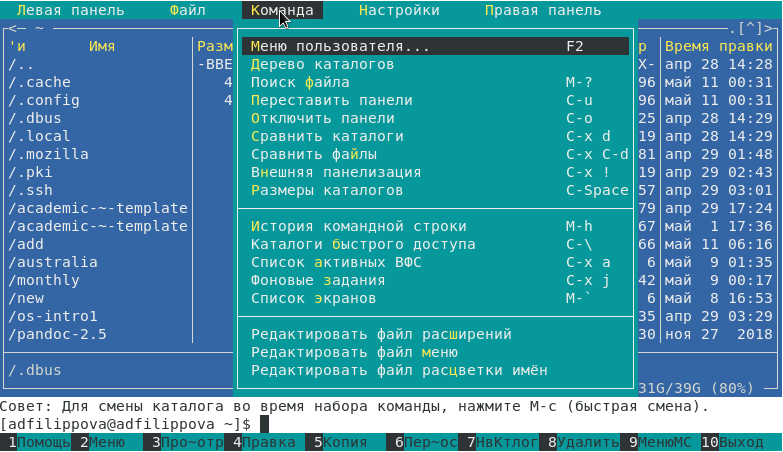 Левая панель Файл Команда Настройки Правая панель
<─ ~ .[^]>
'и Имя Разм
/.. -ВВЕ
/.cache 4
/.config 4
/.dbus
/.local
/.mozilla
/.pki
/.ssh
/academic-~-template
/academic-~-template
/add
/australia
/monthly
/new
/os-intro1
/pandoc-2.5
/.dbus
Меню пользователя... F2
Дерево каталогов
Поиск файла M-?
Переставить панели C-u
Отключить панели C-o
Сравнить каталоги C-x d
Сравнить файлы C-x C-d
Внешняя панелизация C-x !
Размеры каталогов C-Space
История командной строки M-h
Каталоги быстрого доступа C-\
Список активных ВФС C-x a
Фоновые задания C-x j
Список экранов M-`
Редактировать файл расширений
Редактировать файл меню
Редактировать файл расцветки имён
р Время правки
Х- апр 28 14:28
96 май 11 00:31
96 май 11 00:31
25 апр 28 14:29
19 апр 28 14:29
81 апр 29 01:48
19 апр 29 02:43
57 апр 29 03:01
79 апр 29 17:24
67 май 1 17:36
66 май 11 06:16
6 май 9 01:35
42 май 9 00:17
6 май 8 16:53
35 апр 29 03:29
30 ноя 27 2018
31G/39G (80%)
Совет: Для смены каталога во время набора команды, нажмите M-c (быстрая смена).
[adfilippova@adfilippova ~]$
1Помощь 2Меню 3Про~отр 4Правка 5Копия 6Пер~ос 7НвКтлог 8Удалить 9МенюМС 10Выход